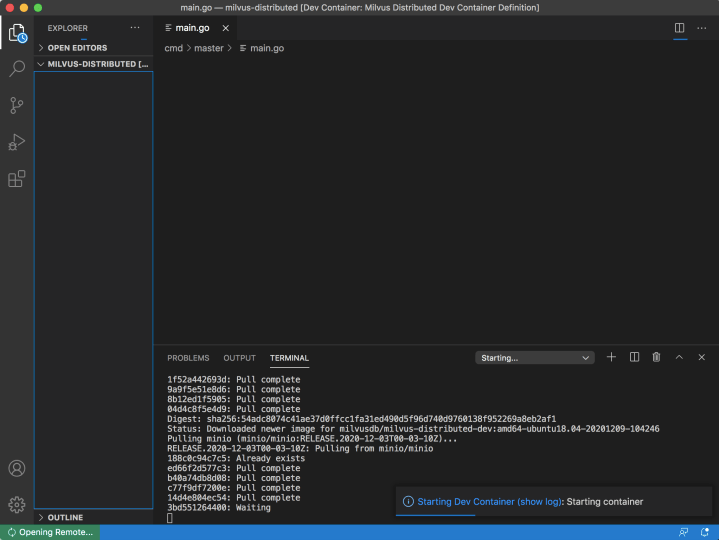 main.go — milvus-distributed [Dev Container: Milvus Distributed Dev Container Definition]
EXPLORER
OPEN EDITORS
MILVUS-DISTRIBUTED [...
main.go
cmd > master > main.go
PROBLEMS OUTPUT TERMINAL Starting...
1f52a442693d: Pull complete
9a9f5e51e8d6: Pull complete
8b12ed1f5905: Pull complete
04d4c8f5e4d9: Pull complete
Digest: sha256:54adc8074c41ae37d0ffcc1fa31ed490d5f96d740d9760138f952269a8eb2af1
Status: Downloaded newer image for milvusdb/milvus-distributed-dev:amd64-ubuntu18.04-20201209-104246
Pulling minio (minio/minio:RELEASE.2020-12-03T00-03-10Z)...
RELEASE.2020-12-03T00-03-10Z: Pulling from minio/minio
188c0c94c7c5: Already exists
ed66f2d577c3: Pull complete
b40a74db8d08: Pull complete
c77f9df7200e: Pull complete
14d4e804ec54: Pull complete
3bd551264400: Waiting
Starting Dev Container (show log): Starting container
OUTLINE
Opening Remote...